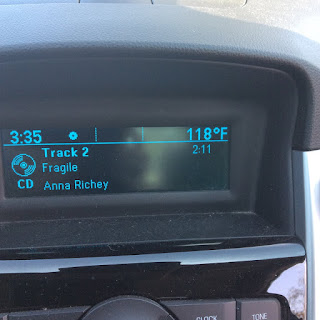 3:35 118°F
Track 2 2:11
Fragile
CD Anna Richey
CLOCK TONE